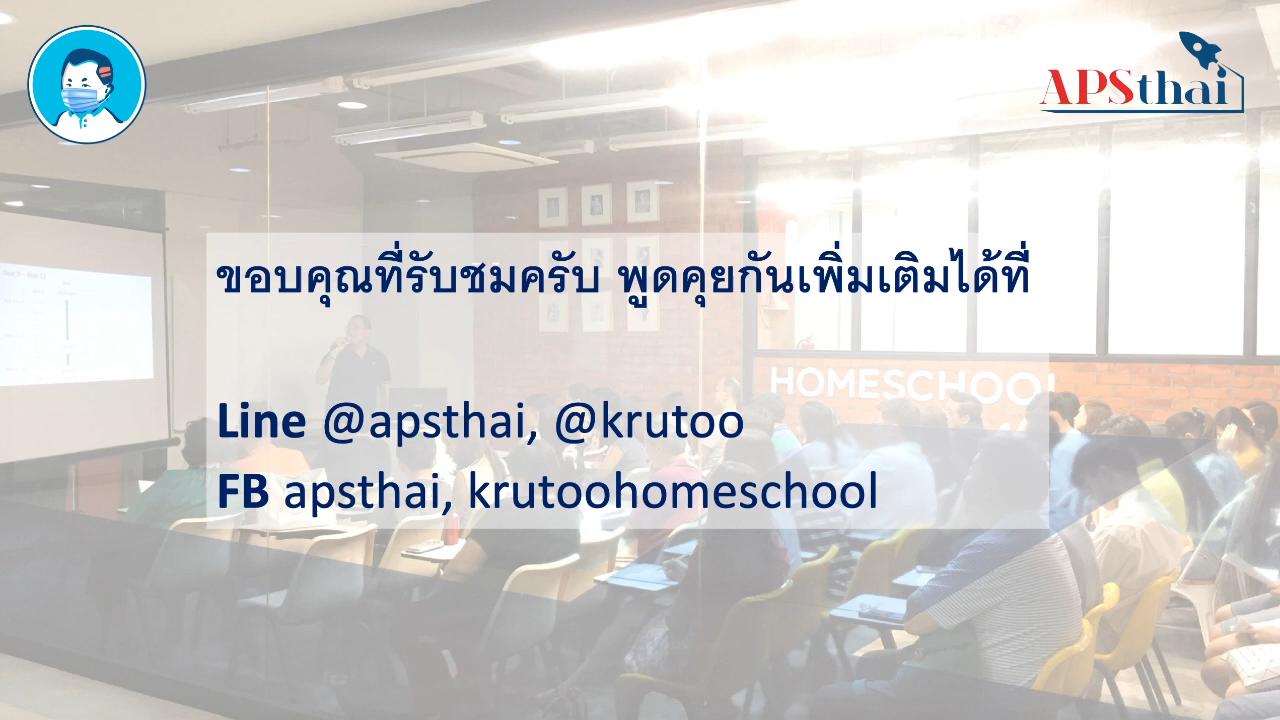 APSthai
ขอบคุณที่รับชมครับ พูดคุยกันเพิ่มเติมได้ที่
HOMESCHOOL
Line @apsthai, @krutoo
FB apsthai, krutoohomeschool